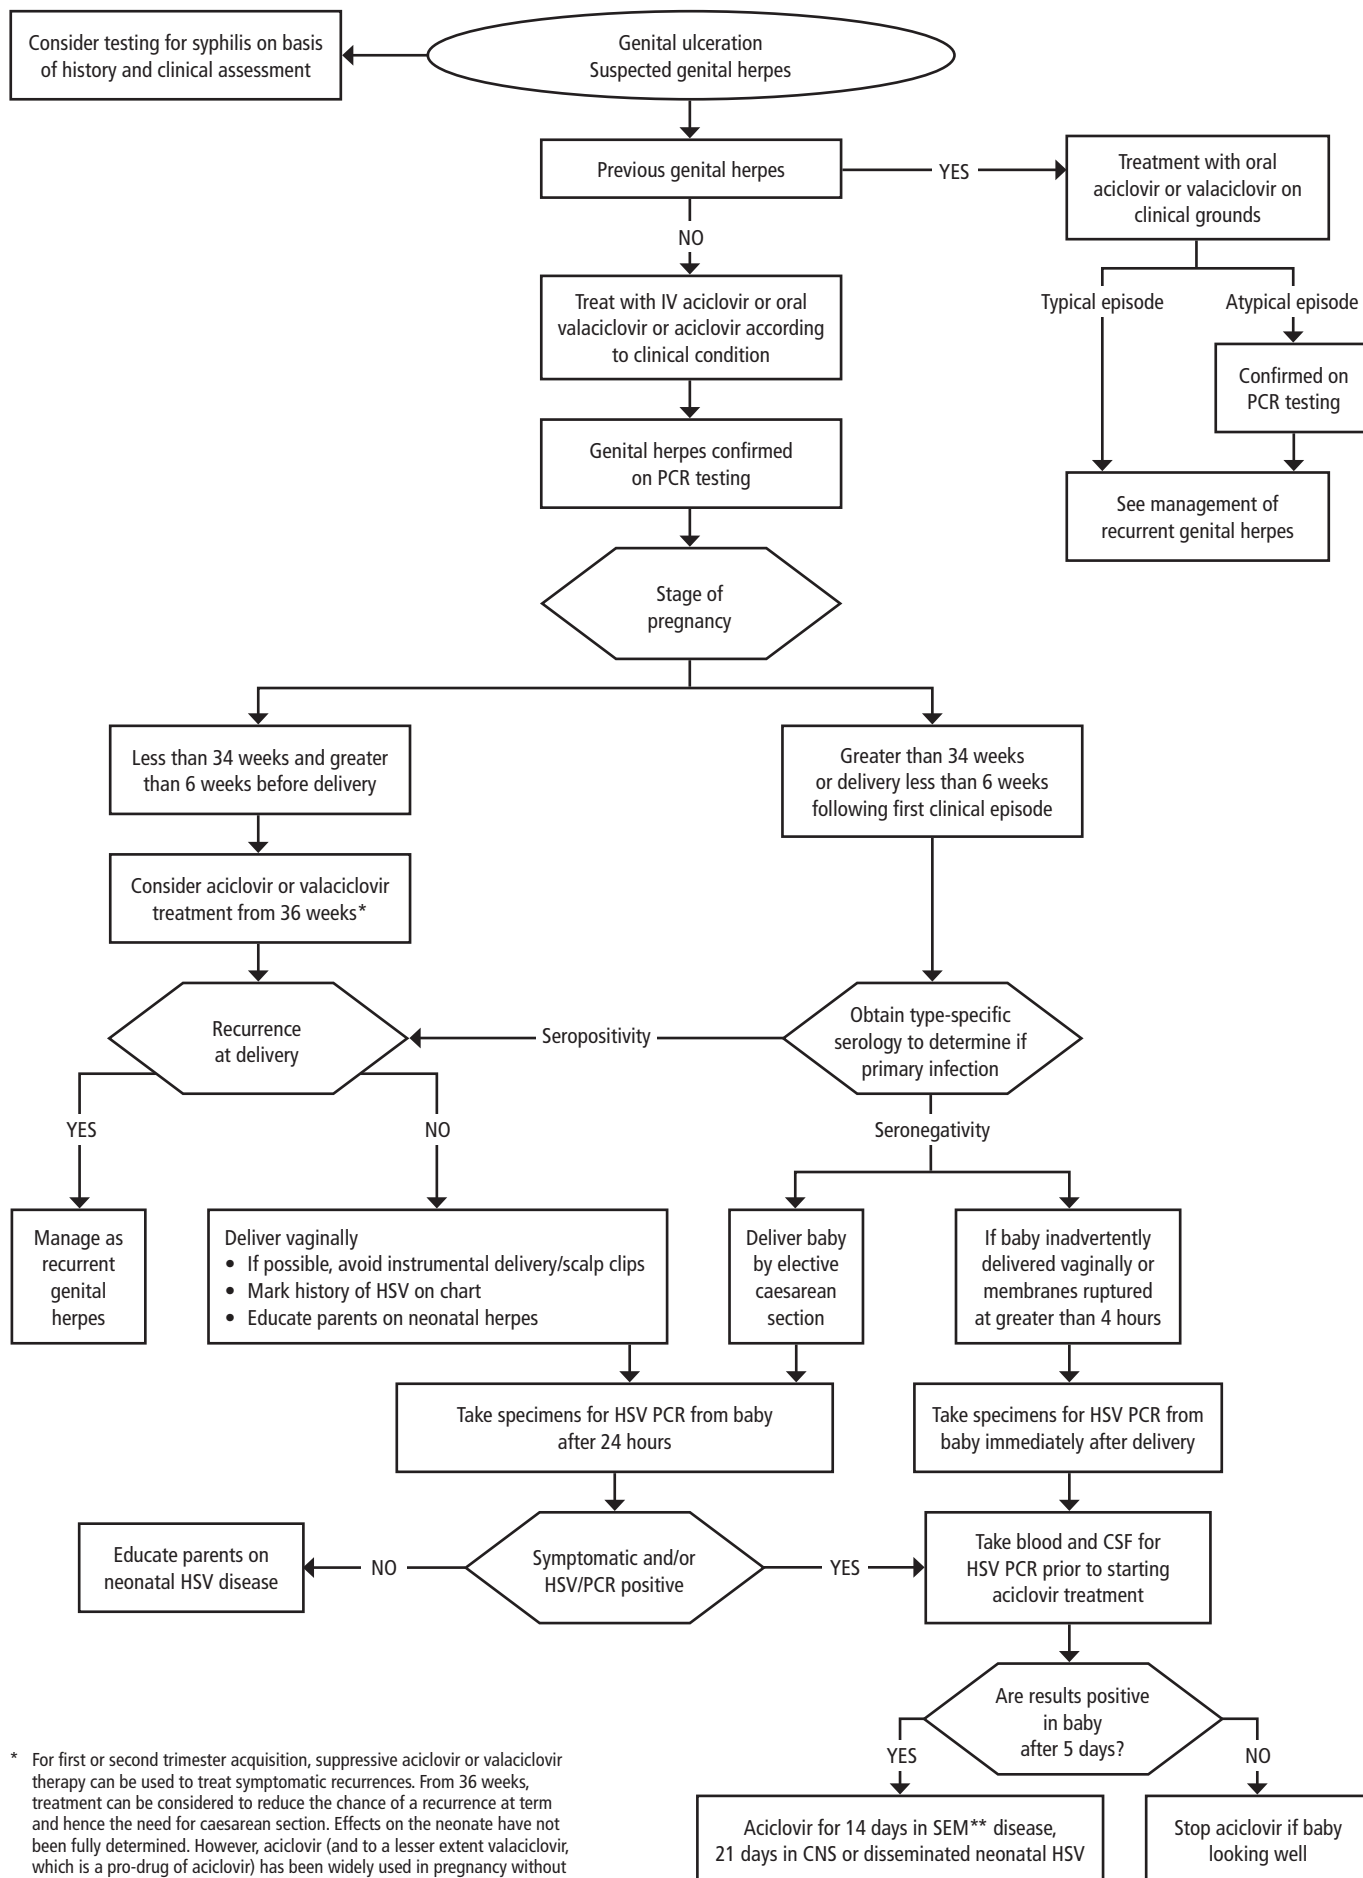 Consider testing for syphilis on basis
of history and clinical assessment
Genital ulceration
Suspected genital herpes
Previous genital herpes
YES
Treatment with oral
aciclovir or valaciclovir on
clinical grounds
NO
Treat with IV aciclovir or oral
valaciclovir or aciclovir according
to clinical condition
Typical episode
Atypical episode
Confirmed on
PCR testing
Genital herpes confirmed
on PCR testing
See management of
recurrent genital herpes
Stage of
pregnancy
Less than 34 weeks and greater
than 6 weeks before delivery
Greater than 34 weeks
or delivery less than 6 weeks
following first clinical episode
Consider aciclovir or valaciclovir
treatment from 36 weeks*
Recurrence
at delivery
Seropositivity
Obtain type-specific
serology to determine if
primary infection
YES
NO
Seronegativity
Manage as
recurrent
genital
herpes
Deliver vaginally
• If possible, avoid instrumental delivery/scalp clips
• Mark history of HSV on chart
• Educate parents on neonatal herpes
Deliver baby
by elective
caesarean
section
If baby inadvertently
delivered vaginally or
membranes ruptured
at greater than 4 hours
Take specimens for HSV PCR from baby
after 24 hours
Take specimens for HSV PCR from
baby immediately after delivery
Educate parents on
neonatal HSV disease
NO
Symptomatic and/or
HSV/PCR positive
YES
Take blood and CSF for
HSV PCR prior to starting
aciclovir treatment
Are results positive
in baby
after 5 days?
YES
NO
Aciclovir for 14 days in SEM** disease,
21 days in CNS or disseminated neonatal HSV
Stop aciclovir if baby
looking well
* For first or second trimester acquisition, suppressive aciclovir or valaciclovir
therapy can be used to treat symptomatic recurrences. From 36 weeks,
treatment can be considered to reduce the chance of a recurrence at term
and hence the need for caesarean section. Effects on the neonate have not
been fully determined. However, aciclovir (and to a lesser extent valaciclovir,
which is a pro-drug of aciclovir) has been widely used in pregnancy without